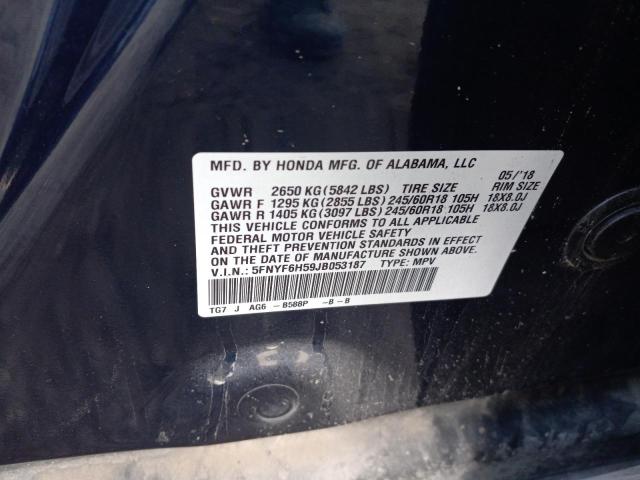 MFD. BY HONDA MFG. OF ALABAMA, LLC 05/'18
GVWR 2650 KG (5842 LBS) TIRE SIZE RIM SIZE
GAWR F 1295 KG (2855 LBS) 245/60R18 105H 18X8.0J
GAWR R 1405 KG (3097 LBS) 245/60R18 105H 18X8.0J
THIS VEHICLE CONFORMS TO ALL APPLICABLE
FEDERAL MOTOR VEHICLE SAFETY
AND THEFT PREVENTION STANDARDS IN EFFECT
ON THE DATE OF MANUFACTURE SHOWN ABOVE.
V.I.N.: 5FNYF6H59JB053187 TYPE: MPV
TG7 J AG6 -B588P -B-B